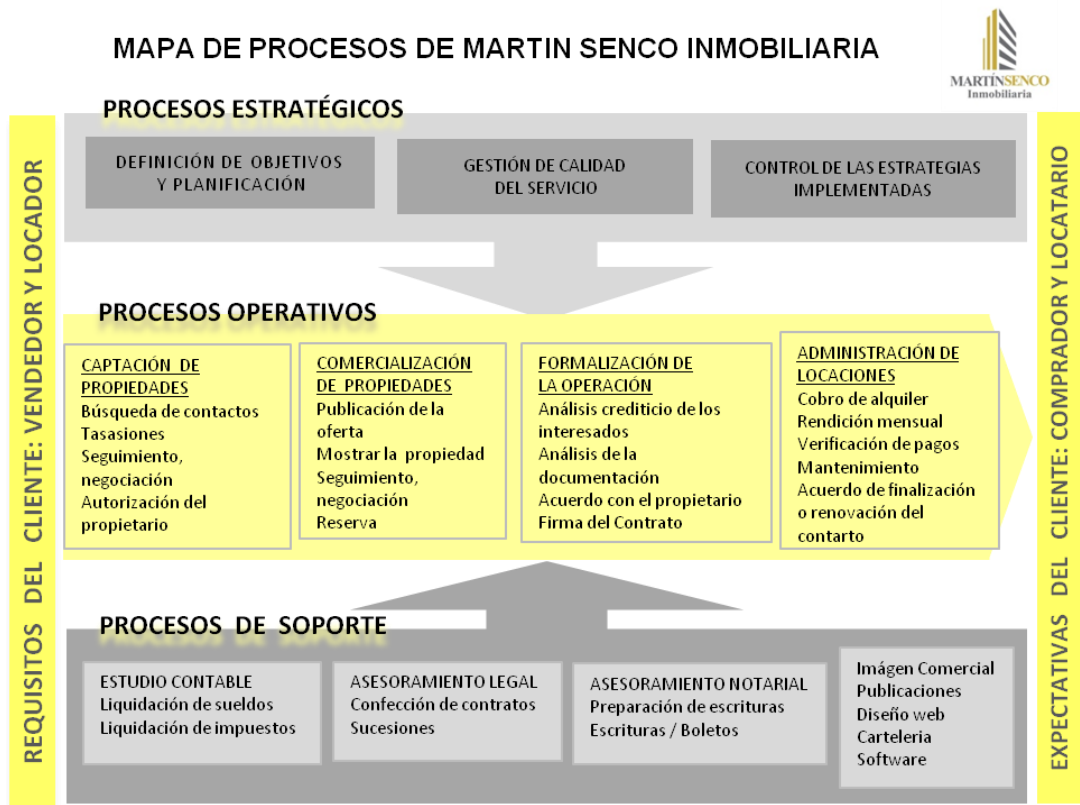 MAPA DE PROCESOS DE MARTIN SENCO INMOBILIARIA
MARTÍNSENCO
Inmobiliaria
REQUISITOS DEL CLIENTE: VENDEDOR Y LOCADOR
PROCESOS ESTRATÉGICOS
DEFINICIÓN DE OBJETIVOS
Y PLANIFICACIÓN
GESTIÓN DE CALIDAD
DEL SERVICIO
CONTROL DE LAS ESTRATEGIAS
IMPLEMENTADAS
PROCESOS OPERATIVOS
CAPTACIÓN DE
PROPIEDADES
Búsqueda de contactos
Tasasiones
Seguimiento,
negociación
Autorización del
propietario
COMERCIALIZACIÓN
DE PROPIEDADES
Publicación de la
oferta
Mostrar la propiedad
Seguimiento,
negociación
Reserva
FORMALIZACIÓN DE
LA OPERACIÓN
Análisis crediticio de los
interesados
Análisis de la
documentación
Acuerdo con el propietario
Firma del Contrato
ADMINISTRACIÓN DE
LOCACIONES
Cobro de alquiler
Rendición mensual
Verificación de pagos
Mantenimiento
Acuerdo de finalización
o renovación del
contarto
PROCESOS DE SOPORTE
ESTUDIO CONTABLE
Liquidación de sueldos
Liquidación de impuestos
ASESORAMIENTO LEGAL
Confección de contratos
Sucesiones
ASESORAMIENTO NOTARIAL
Preparación de escrituras
Escrituras / Boletos
Imágen Comercial
Publicaciones
Diseño web
Carteleria
Software
EXPECTATIVAS DEL CLIENTE: COMPRADOR Y LOCATARIO